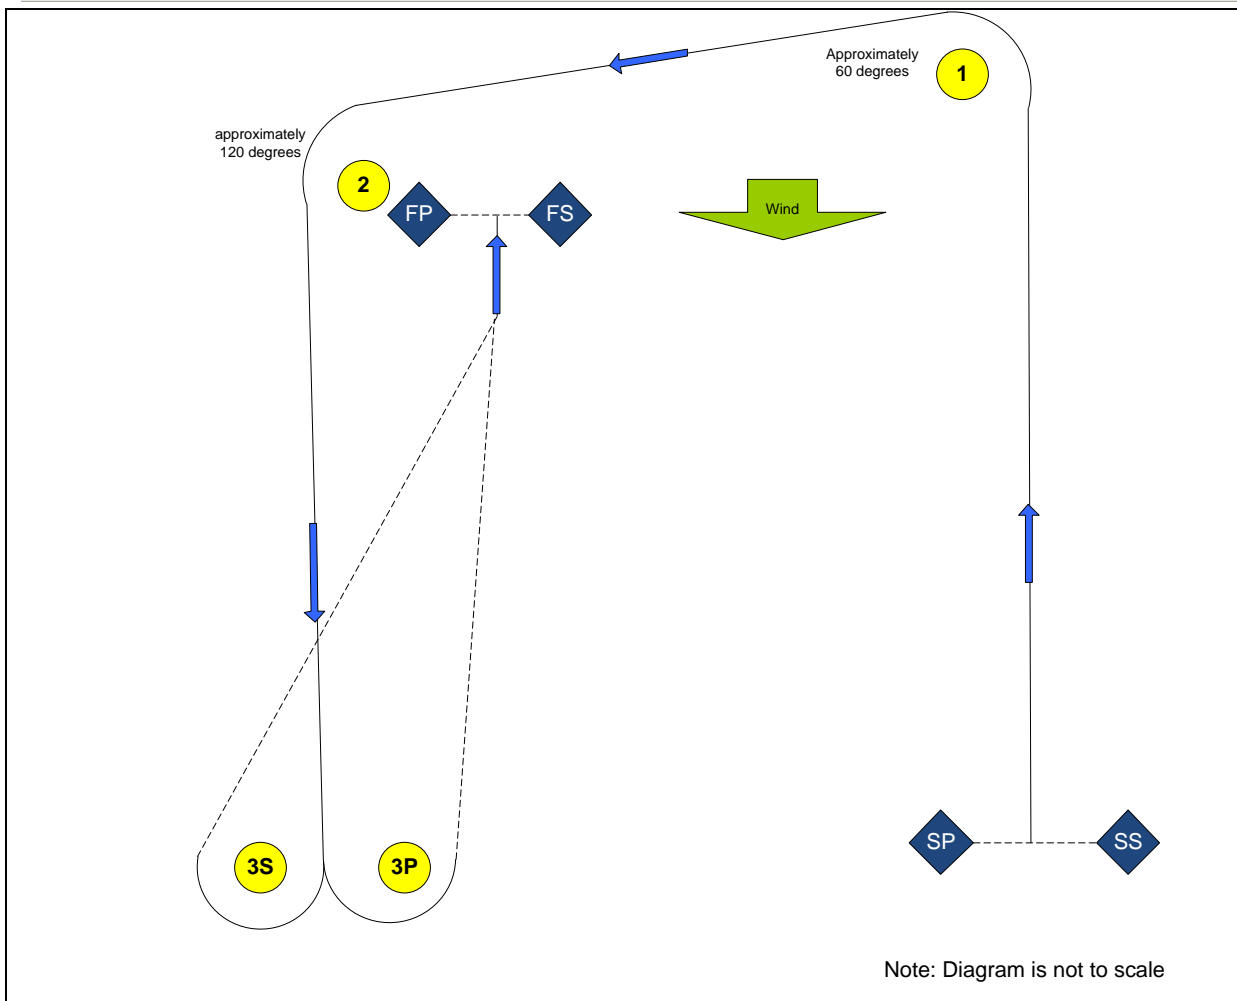 Approximately
60 degrees
1
approximately
120 degrees
2
FP
FS
Wind
SP
SS
3S
3P
Note: Diagram is not to scale